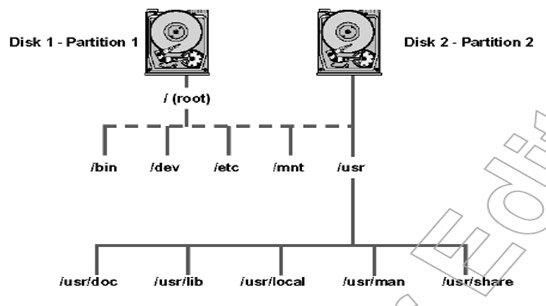 Disk 1 - Partition 1
Disk 2 - Partition 2
/ (root)
/bin /dev /etc /mnt /usr
/usr/doc /usr/lib /usr/local /usr/man /usr/share